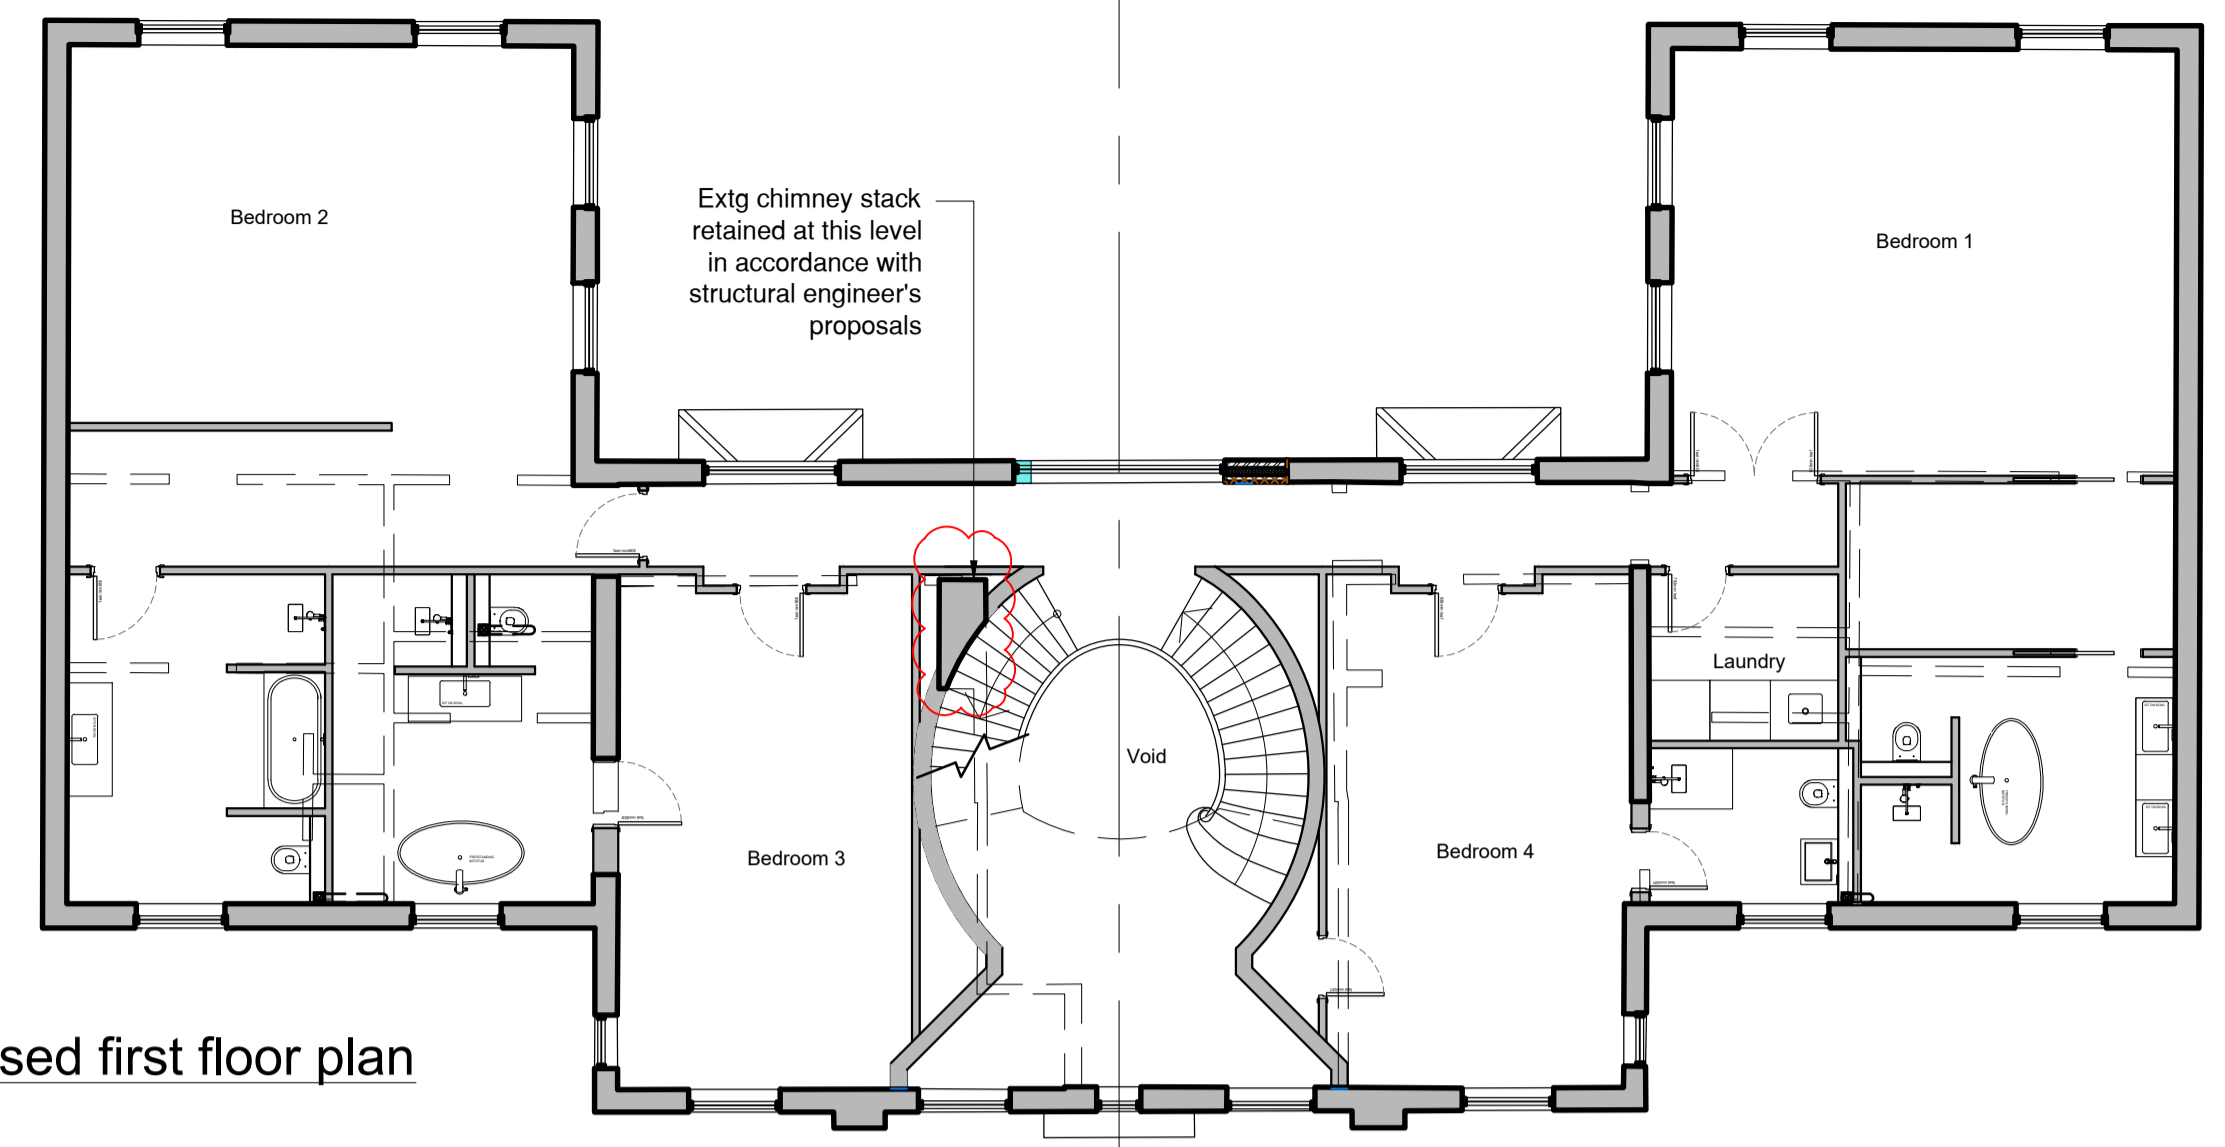 Bedroom 2
Extg chimney stack
retained at this level
in accordance with
structural engineer's
proposals
Bedroom 1
Laundry
Void
Bedroom 3
Bedroom 4
sed first floor plan